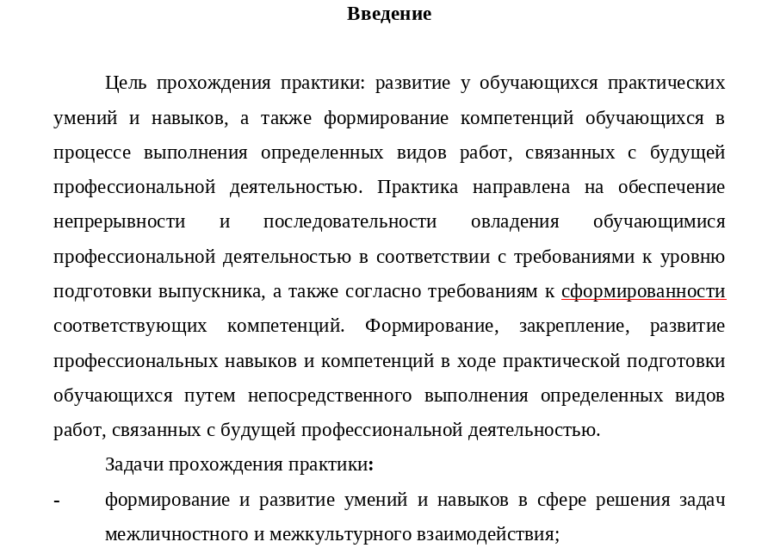 Введение
Цель прохождения практики: развитие у обучающихся практических
умений и навыков, а также формирование компетенций обучающихся в
процессе выполнения определенных видов работ, связанных с будущей
профессиональной деятельностью. Практика направлена на обеспечение
непрерывности и последовательности овладения обучающимися
профессиональной деятельностью в соответствии с требованиями к уровню
подготовки выпускника, а также согласно требованиям к сформированности
соответствующих компетенций. Формирование, закрепление, развитие
профессиональных навыков и компетенций в ходе практической подготовки
обучающихся путем непосредственного выполнения определенных видов
работ, связанных с будущей профессиональной деятельностью.
Задачи прохождения практики:
- формирование и развитие умений и навыков в сфере решения задач
межличностного и межкультурного взаимодействия;